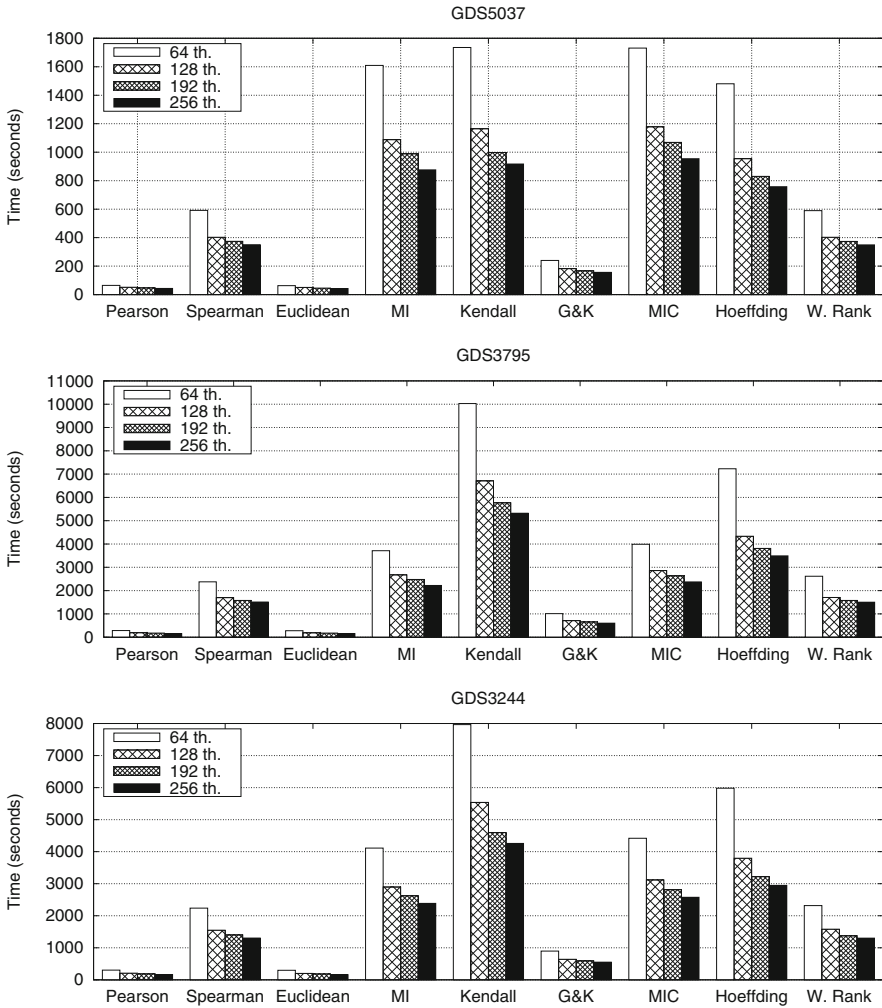 GDS5037
1800
1600
1400
1200
1000
800
600
400
200
0
Time (seconds)
64 th.
128 th.
192 th.
256 th.
Pearson Spearman Euclidean MI Kendall G&K MIC Hoeffding W. Rank
GDS3795
11000
10000
9000
8000
7000
6000
5000
4000
3000
2000
1000
0
Time (seconds)
64 th.
128 th.
192 th.
256 th.
Pearson Spearman Euclidean MI Kendall G&K MIC Hoeffding W. Rank
GDS3244
8000
7000
6000
5000
4000
3000
2000
1000
0
Time (seconds)
64 th.
128 th.
192 th.
256 th.
Pearson Spearman Euclidean MI Kendall G&K MIC Hoeffding W. Rank